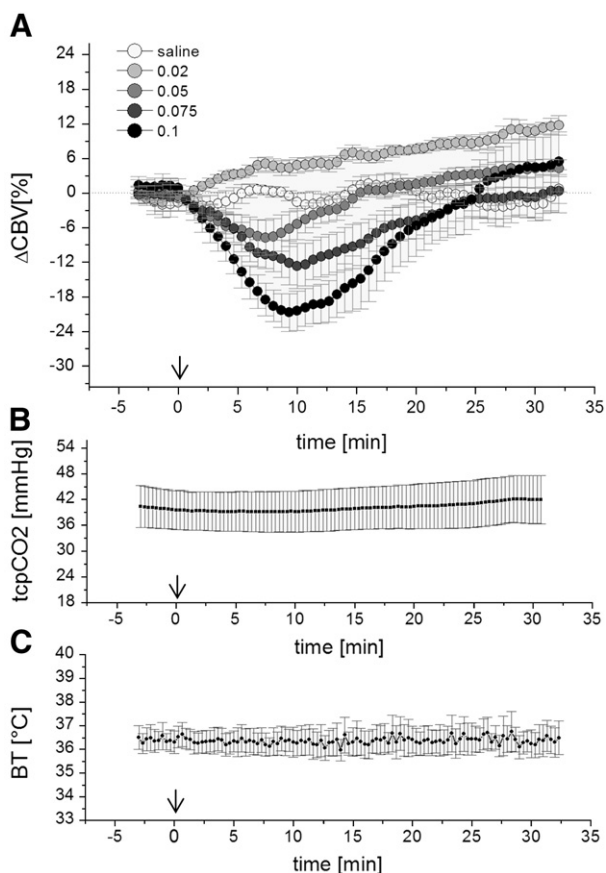 A
saline
0.02
0.05
0.075
0.1
24
18
12
6
0
-6
-12
-18
-24
-30
ΔCBV[%]
-5 0 5 10 15 20 25 30 35
time [min]
B
54
48
42
36
30
24
18
tcpCO2 [mmHg]
-5 0 5 10 15 20 25 30 35
time [min]
C
40
39
38
37
36
35
34
33
BT [°C]
-5 0 5 10 15 20 25 30 35
time [min]